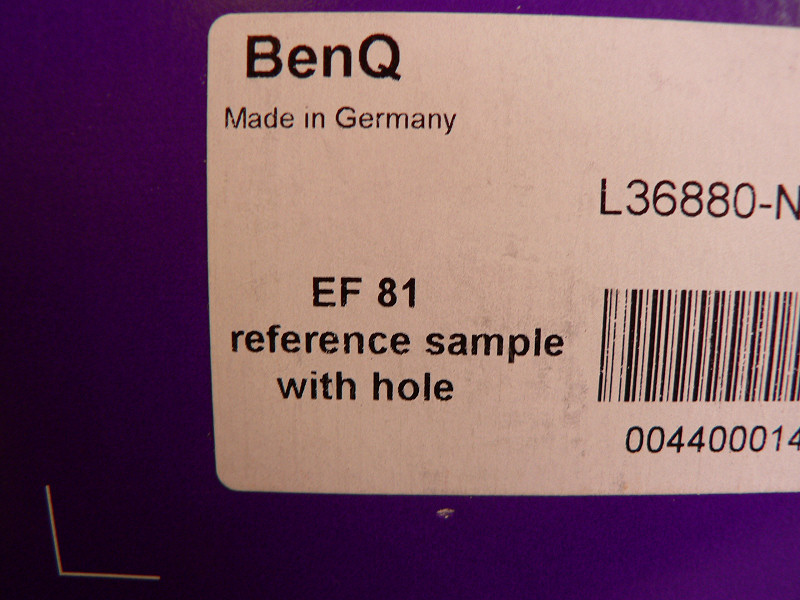 BenQ
Made in Germany
L36880-N
EF 81
reference sample
with hole
004400014